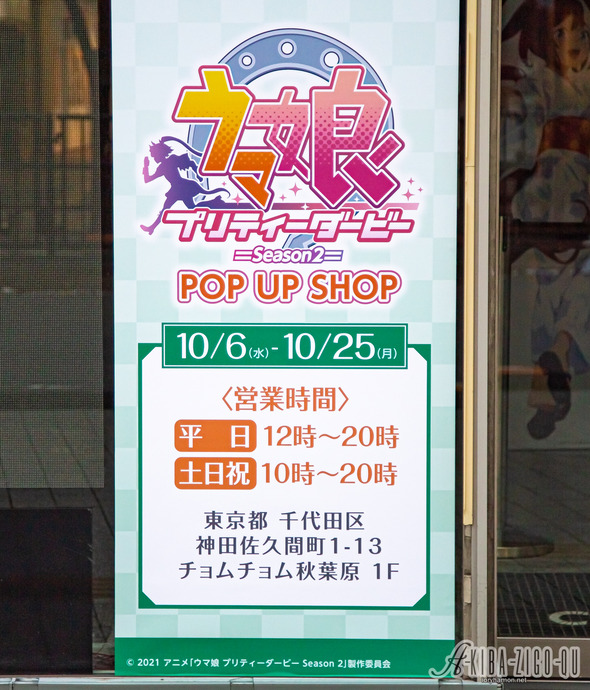 ウマ娘
プリティーダービー
Season2
POP UP SHOP
10/6(水)-10/25(月)
〈営業時間〉
平 日 12時～20時
土日祝 10時～20時
東京都 千代田区
神田佐久間町1-13
チョムチョム秋葉原 1F
© 2021 アニメ「ウマ娘 プリティーダービー Season 2」製作委員会
A-KIBA-ZIGO-QU